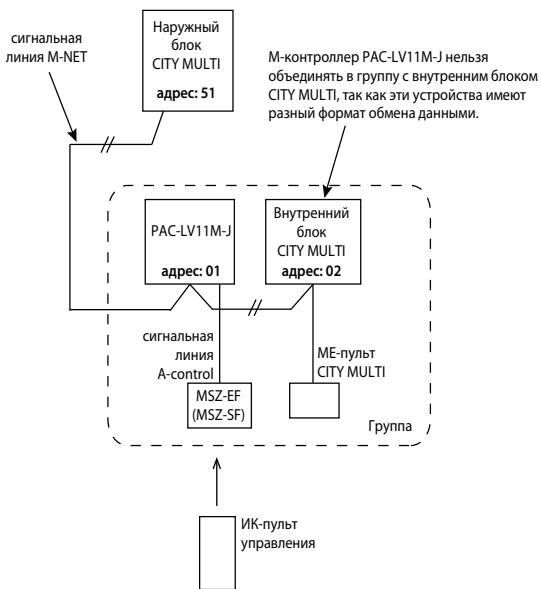 сигнальная
линия M-NET
Наружный
блок
CITY MULTI
адрес: 51
М-контроллер PAC-LV11M-J нельзя
объединять в группу с внутренним блоком
CITY MULTI, так как эти устройства имеют
разный формат обмена данными.
PAC-LV11M-J
адрес: 01
Внутренний
блок
CITY MULTI
адрес: 02
сигнальная
линия
A-control
MSZ-EF
(MSZ-SF)
МЕ-пульт
CITY MULTI
Группа
ИК-пульт
управления